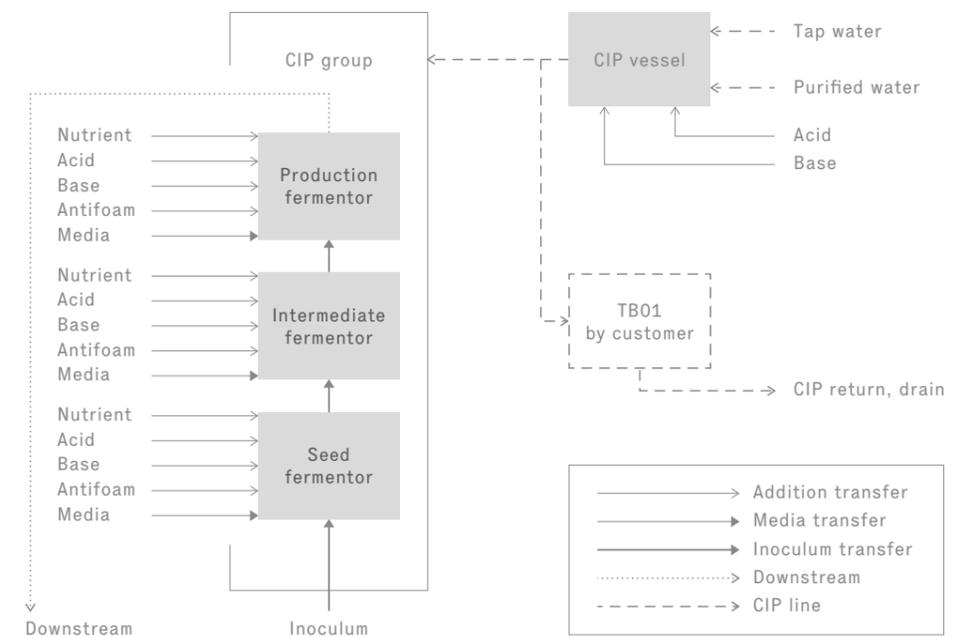 CIP group
CIP vessel
Tap water
Purified water
Acid
Base
Nutrient
Acid
Base
Antifoam
Media
Production
fermentor
Nutrient
Acid
Base
Antifoam
Media
Intermediate
fermentor
TB01
by customer
CIP return, drain
Nutrient
Acid
Base
Antifoam
Media
Seed
fermentor
Addition transfer
Media transfer
Inoculum transfer
Downstream
CIP line
Downstream
Inoculum